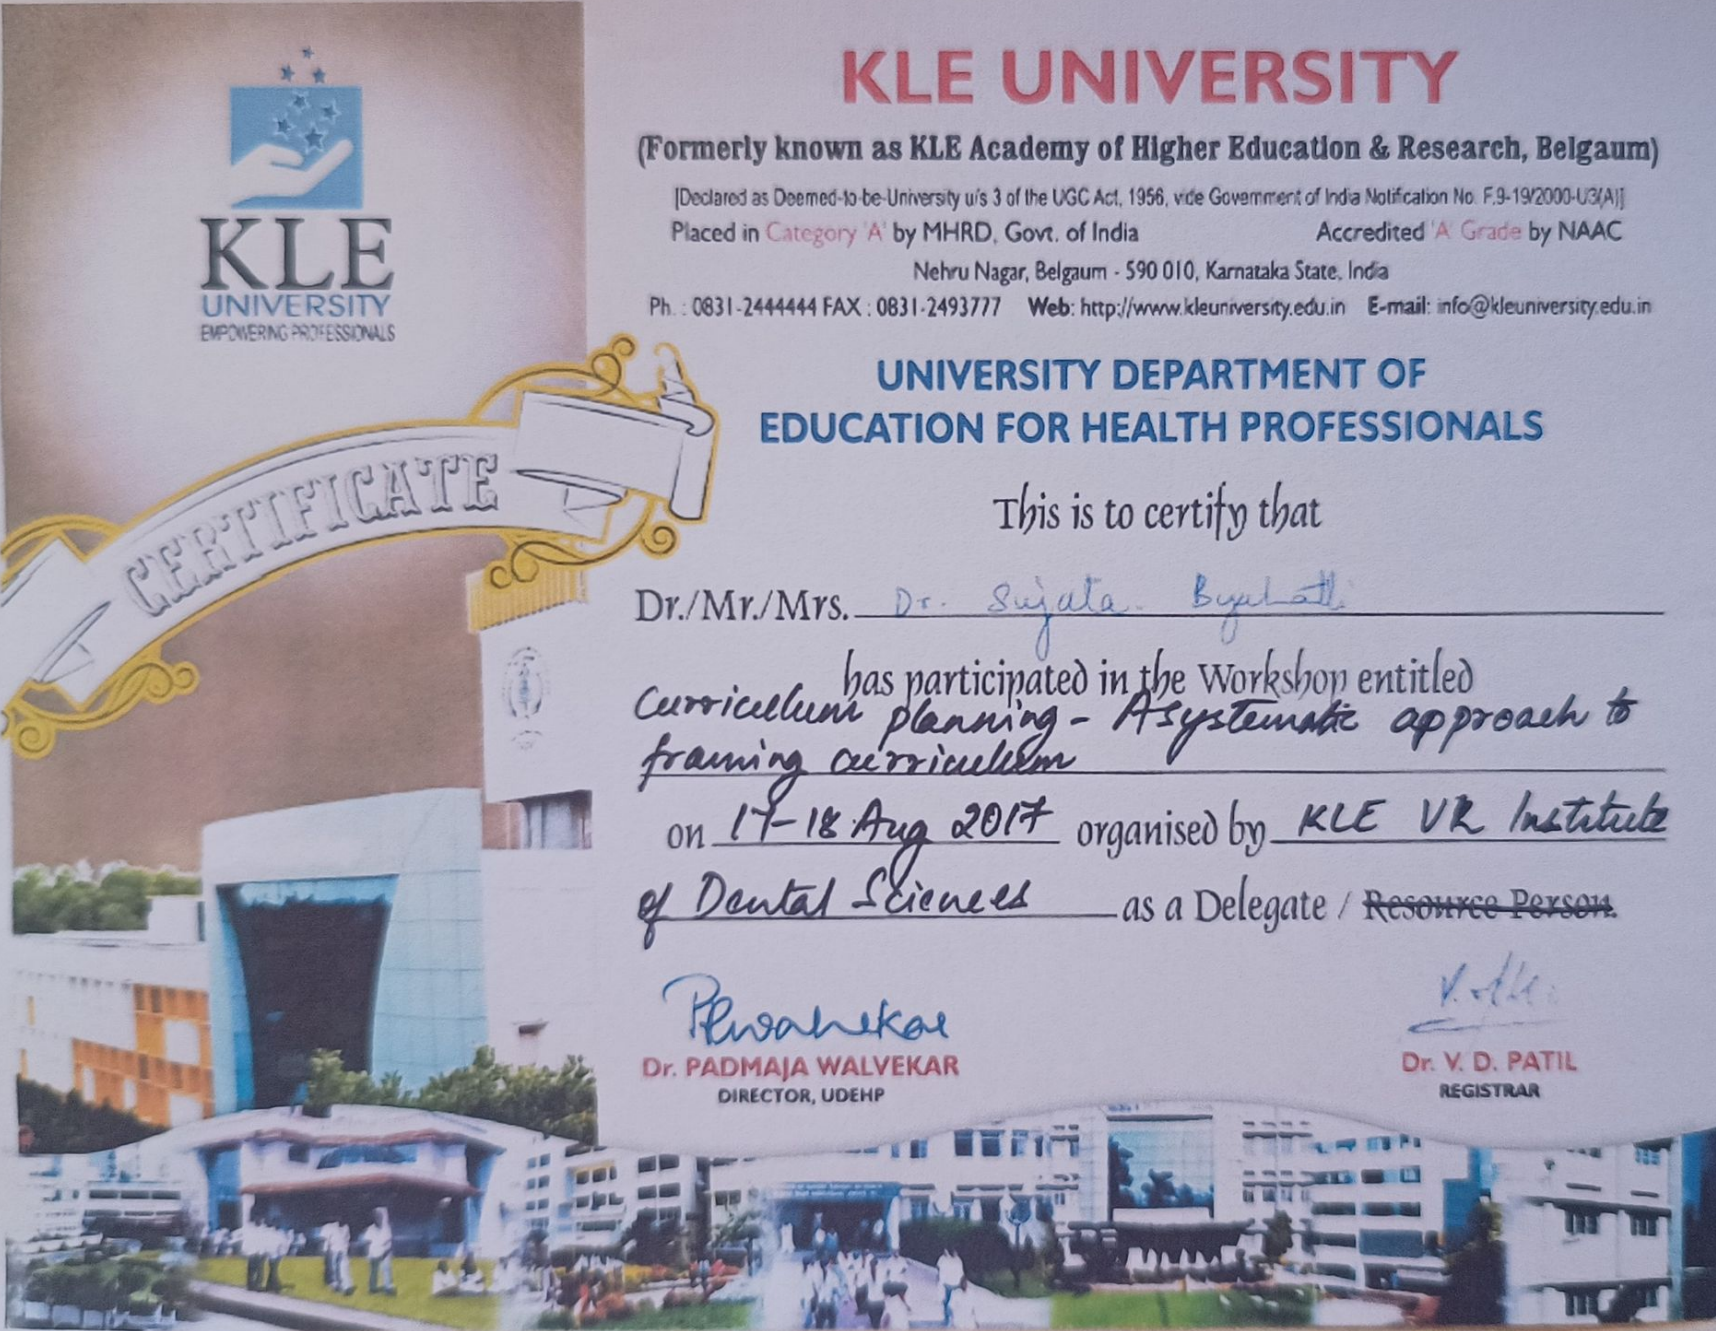 KLE
UNIVERSITY
EMPOWERING PROFESSIONALS
CERTIFICATE
KLE UNIVERSITY
(Formerly known as KLE Academy of Higher Education & Research, Belgaum)
[Declared as Deemed-to-be-University u/s 3 of the UGC Act, 1956, vide Government of India Notification No. F.9-19/2000-U3(A)]
Placed in Category 'A' by MHRD, Govt. of India Accredited 'A' Grade by NAAC
Nehru Nagar, Belgaum - 590 010, Karnataka State, India
Ph. : 0831-2444444 FAX : 0831-2493777 Web: http://www.kleuniversity.edu.in E-mail: info@kleuniversity.edu.in
UNIVERSITY DEPARTMENT OF
EDUCATION FOR HEALTH PROFESSIONALS
This is to certify that
Dr./Mr./Mrs. Dr. Sujata Byahatti
has participated in the Workshop entitled
Curriculum planning - A systematic approach to
framing curriculum
on 17-18 Aug 2017 organised by KLE VK Institute
of Dental Sciences as a Delegate / Resource Person.
Dr. PADMAJA WALVEKAR Dr. V. D. PATIL
DIRECTOR, UDEHP REGISTRAR